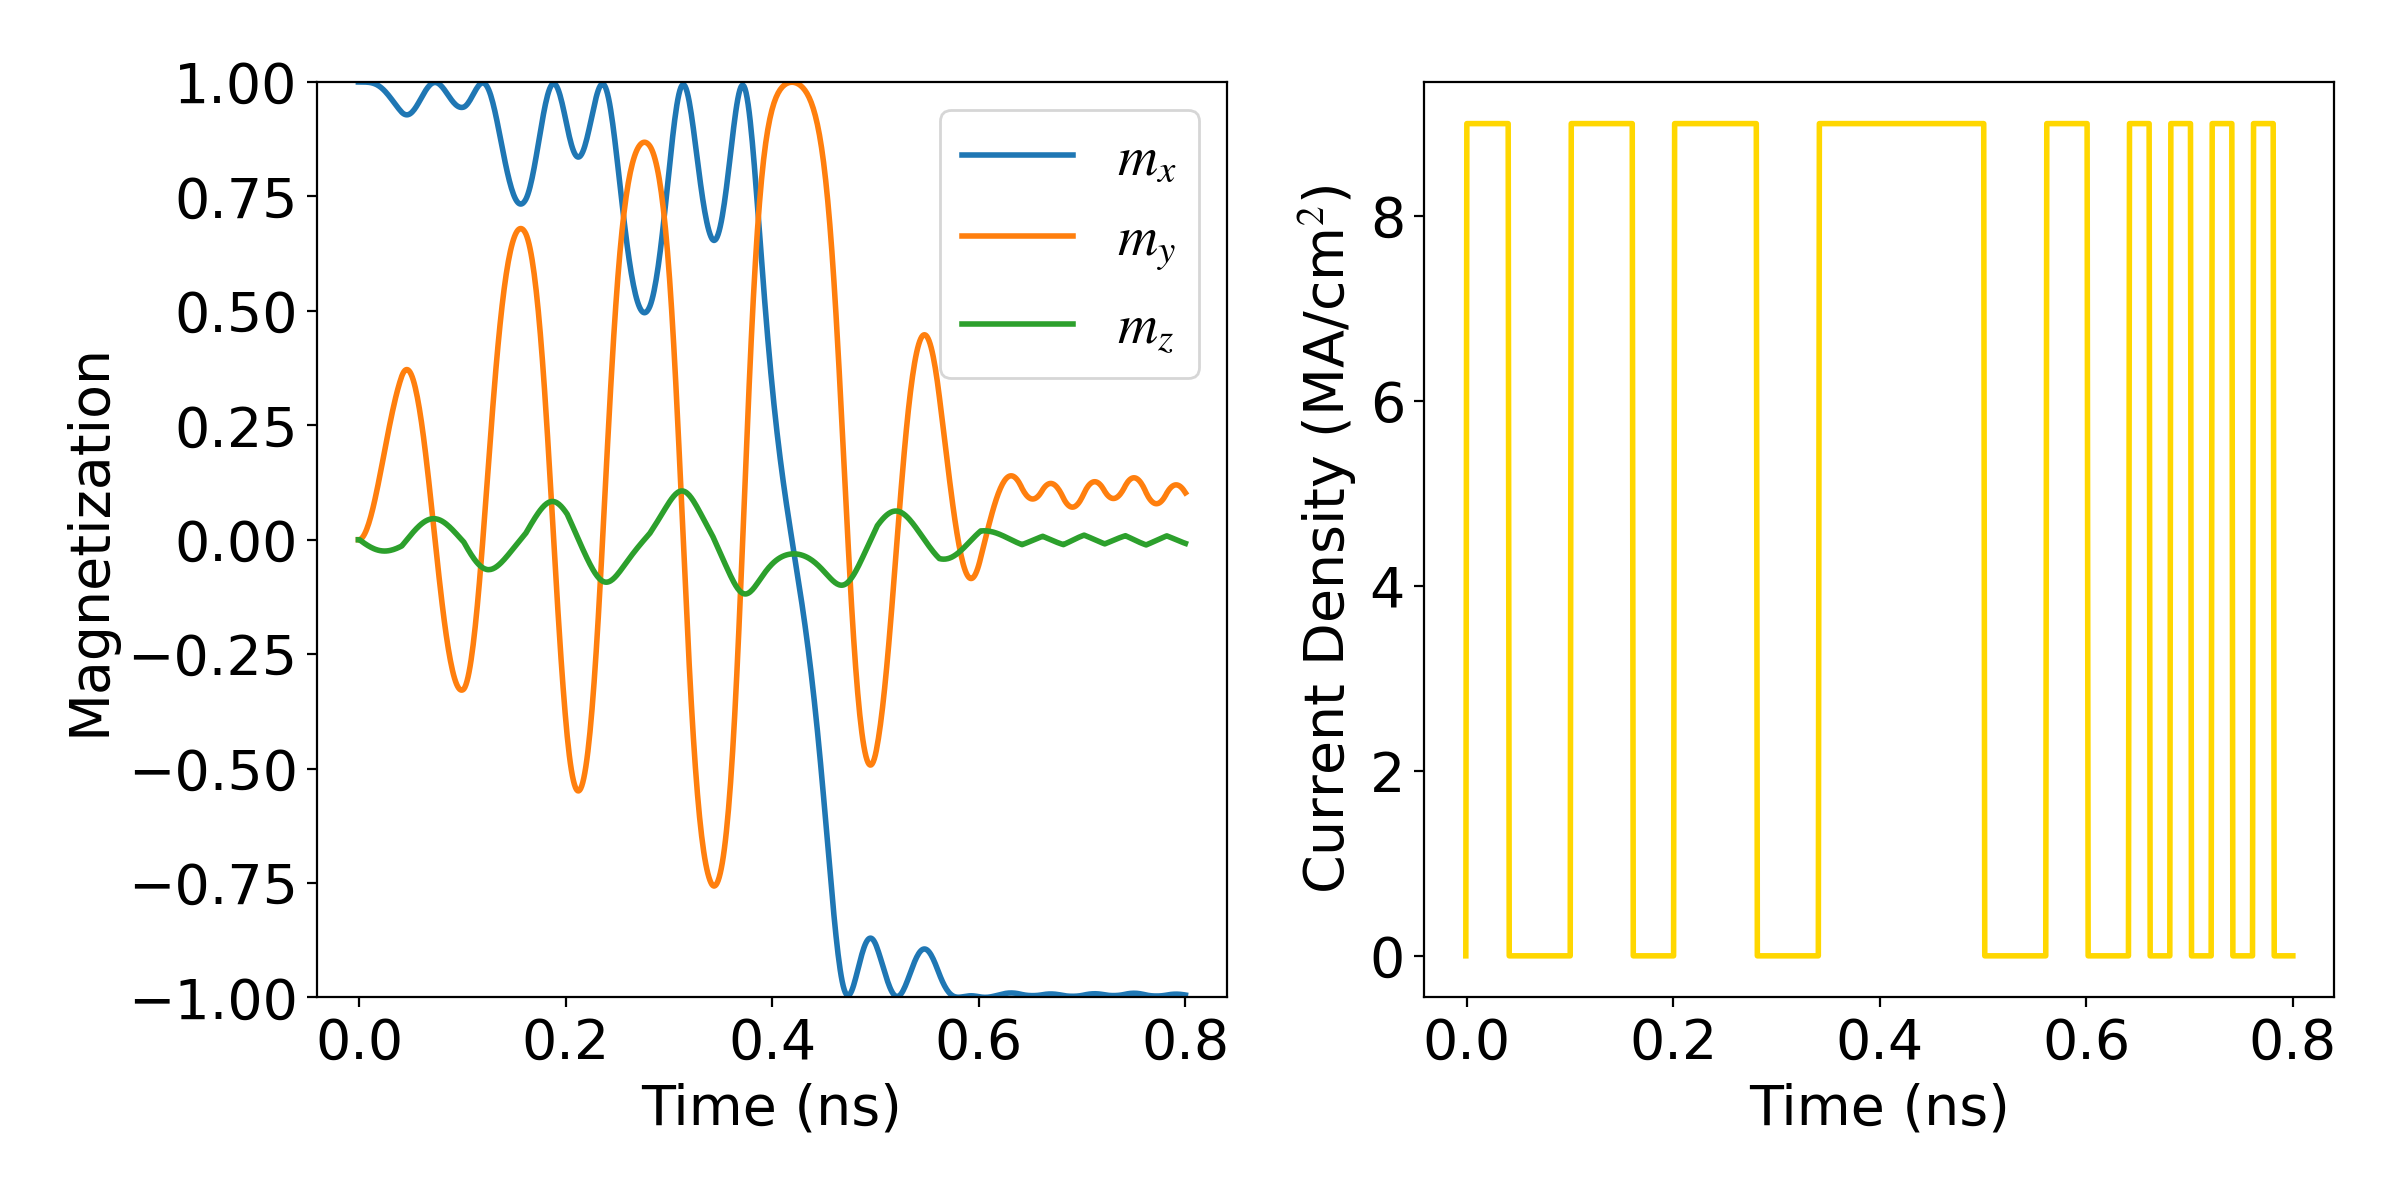 1.00
0.75
0.50
0.25
0.00
−0.25
−0.50
−0.75
−1.00
Magnetization
0.0 0.2 0.4 0.6 0.8
Time (ns)
mₓ
m_y
m_z
8
6
4
2
0
Current Density (MA/cm²)
0.0 0.2 0.4 0.6 0.8
Time (ns)